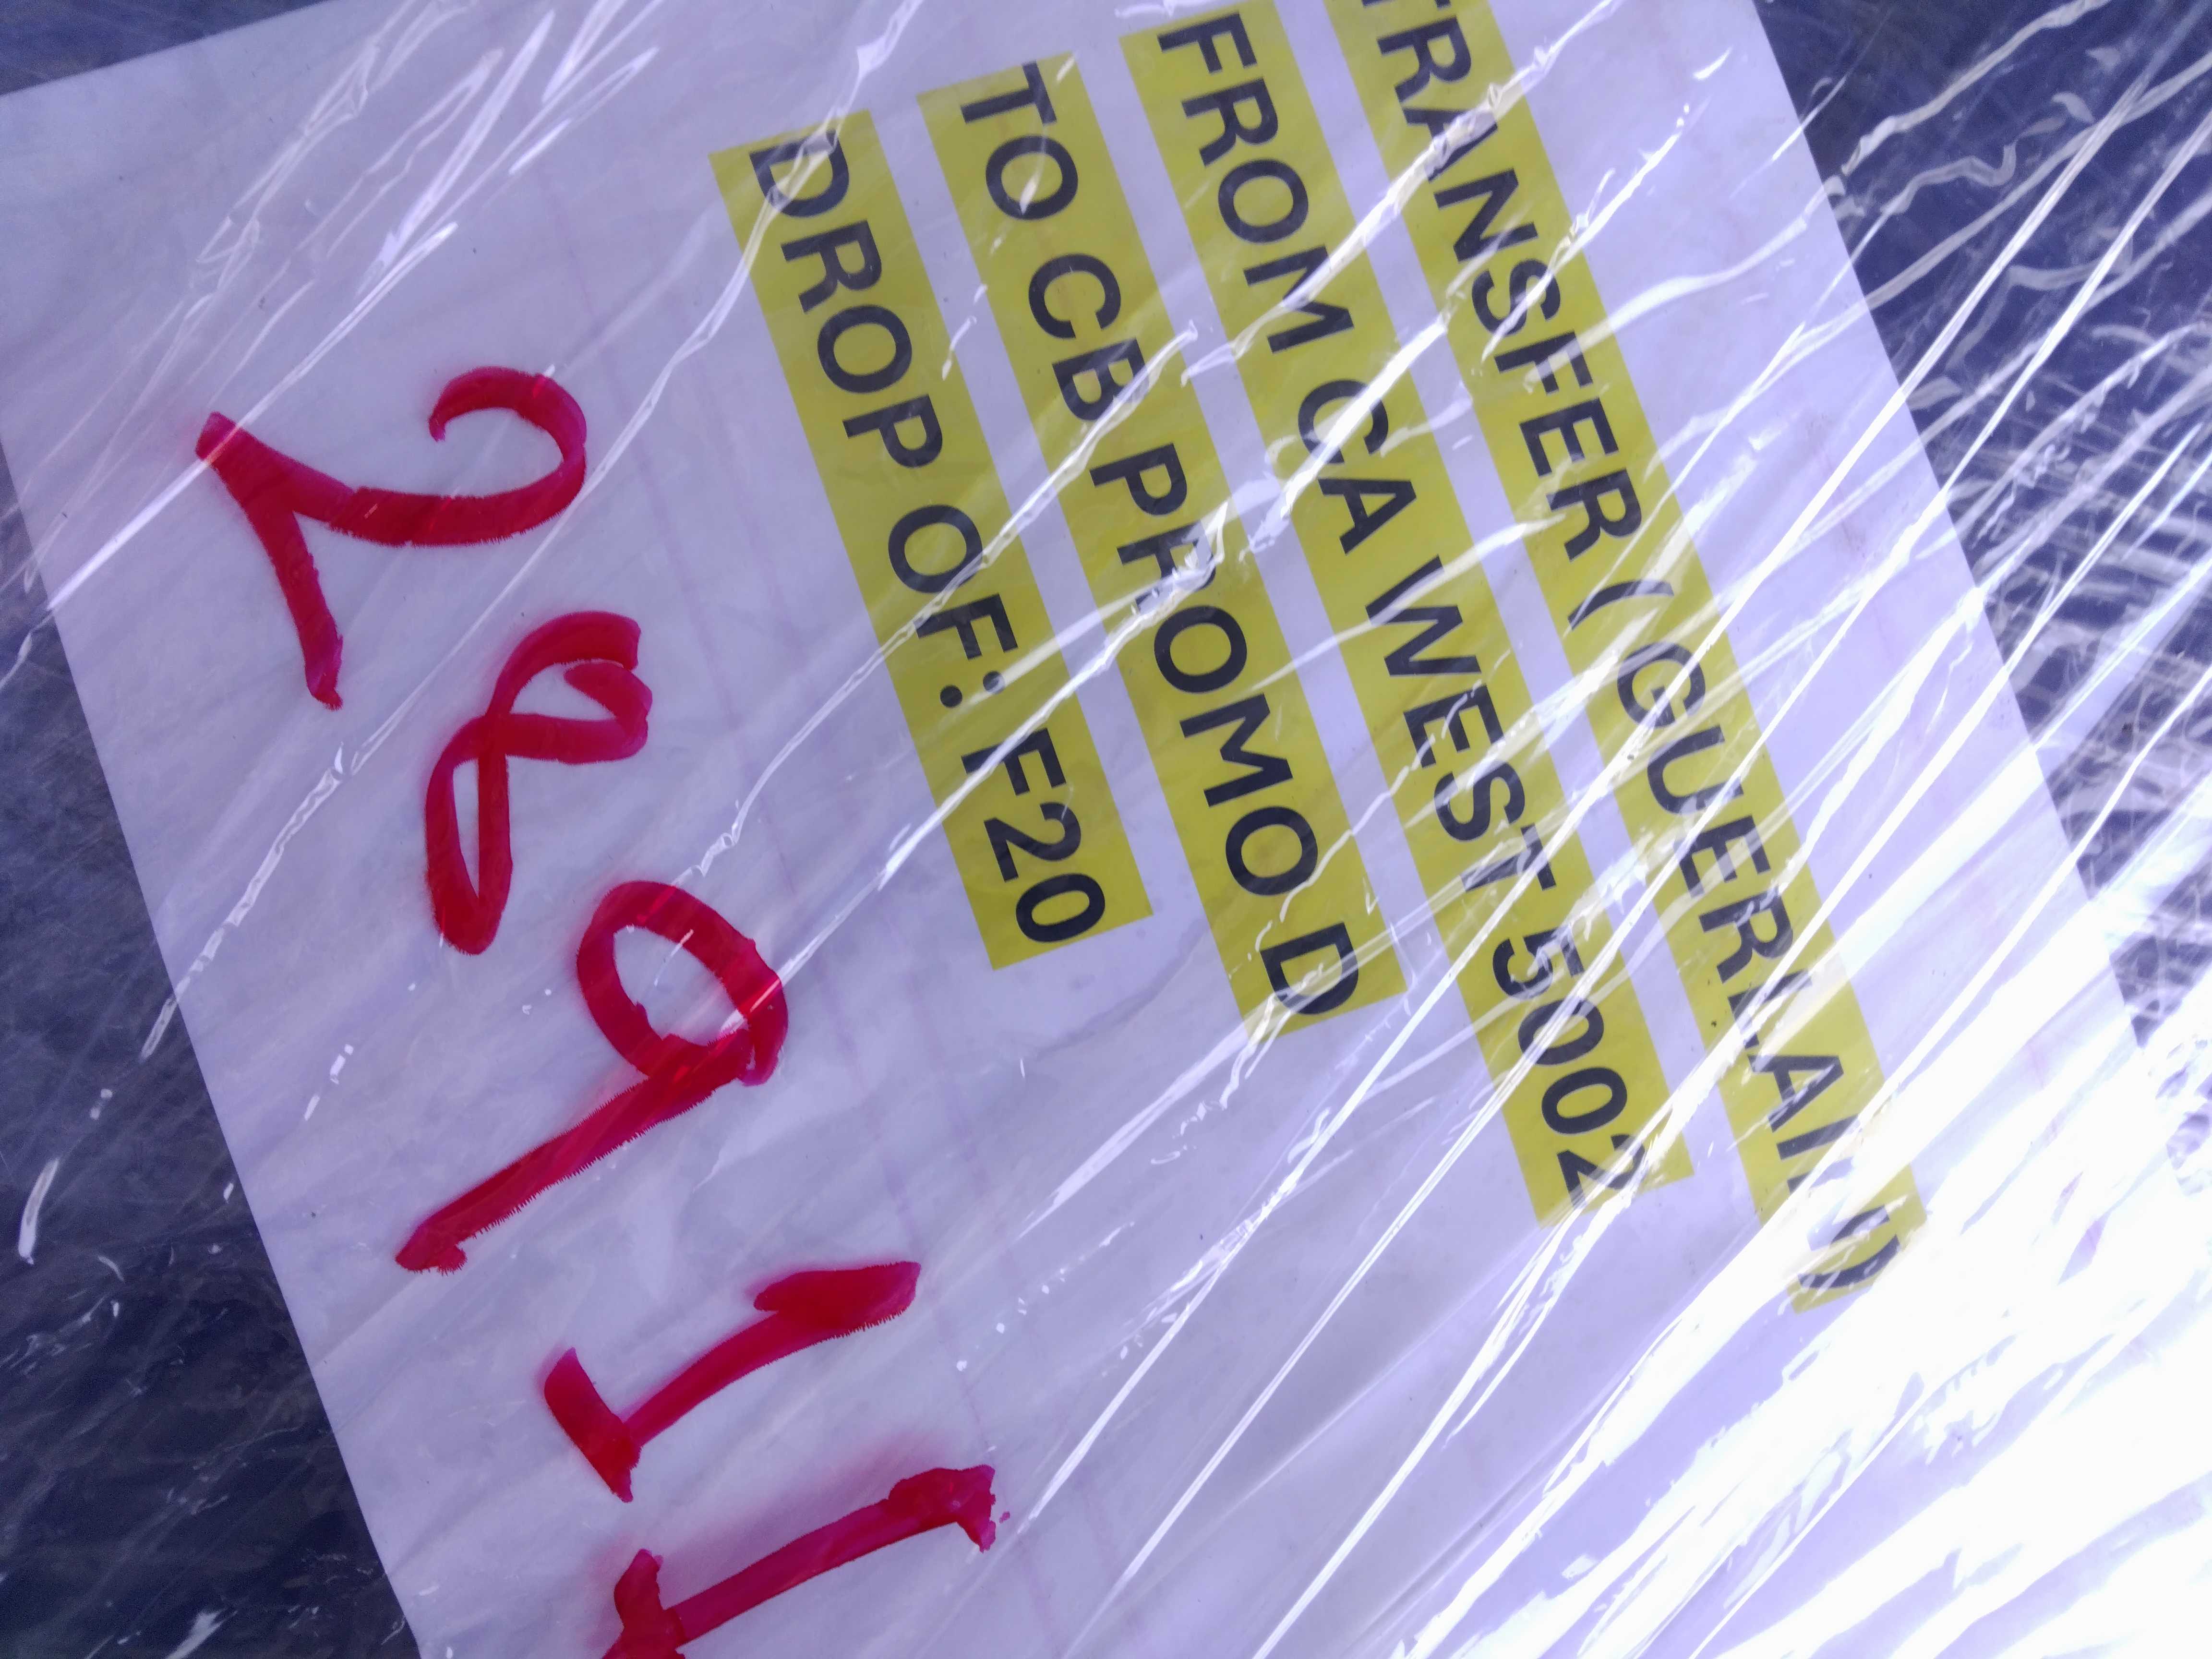 TRANSFER ( GUERLAIN)
FROM CA WEST 5002
TO CB PROMO D
DROP OF: F20
28911